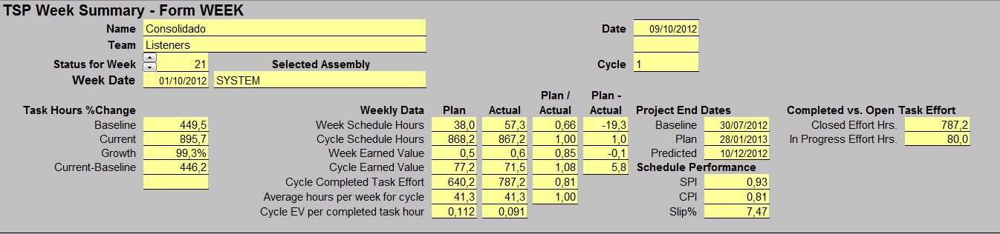 TSP Week Summary - Form WEEK
Name Consolidado Date 09/10/2012
Team Listeners
Status for Week 21 Selected Assembly Cycle 1
Week Date 01/10/2012 SYSTEM
Plan / Plan -
Task Hours %Change Weekly Data Plan Actual Actual Actual Project End Dates Completed vs. Open Task Effort
Baseline 449,5 Week Schedule Hours 38,0 57,3 0,66 -19,3 Baseline 30/07/2012 Closed Effort Hrs. 787,2
Current 895,7 Cycle Schedule Hours 868,2 867,2 1,00 1,0 Plan 28/01/2013 In Progress Effort Hrs. 80,0
Growth 99,3% Week Earned Value 0,5 0,6 0,85 -0,1 Predicted 10/12/2012
Current-Baseline 446,2 Cycle Earned Value 77,2 71,5 1,08 5,8 Schedule Performance
Cycle Completed Task Effort 640,2 787,2 0,81 SPI 0,93
Average hours per week for cycle 41,3 41,3 1,00 CPI 0,81
Cycle EV per completed task hour 0,112 0,091 Slip% 7,47